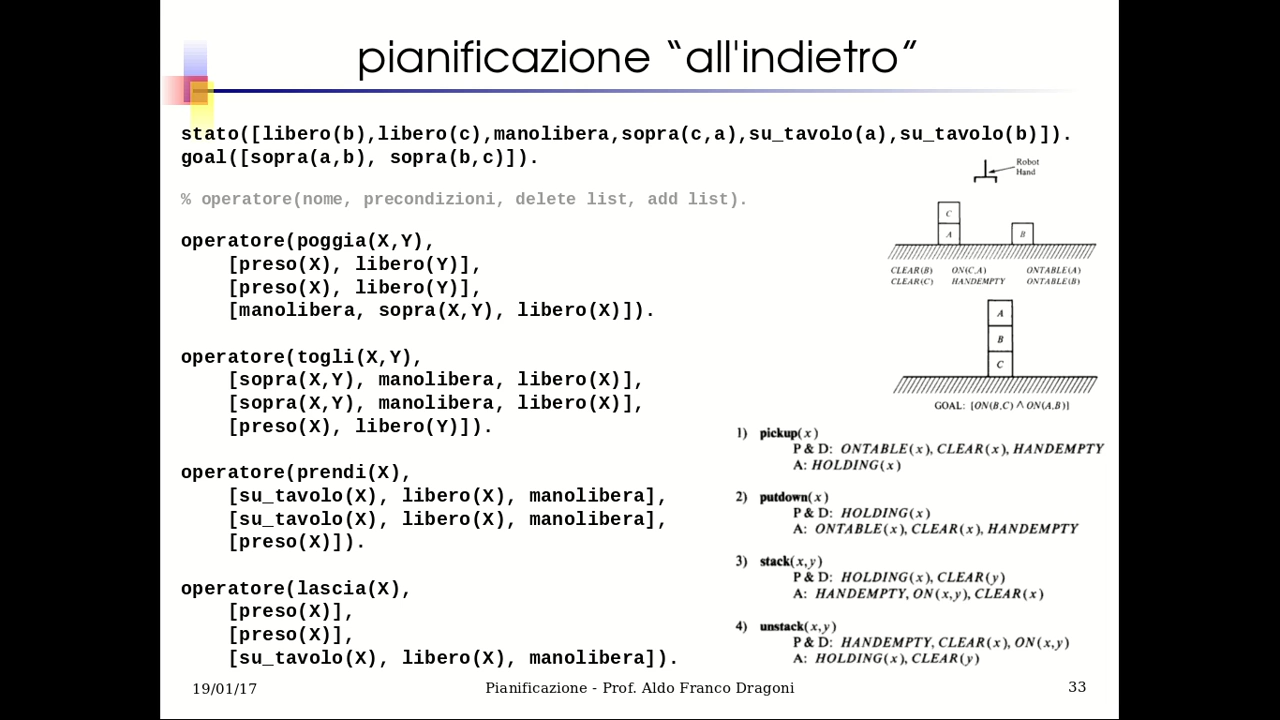 pianificazione “all'indietro”
stato([libero(b),libero(c),manolibera,sopra(c,a),su_tavolo(a),su_tavolo(b)]).
goal([sopra(a,b), sopra(b,c)]).
% operatore(nome, precondizioni, delete list, add list).
operatore(poggia(X,Y),
[preso(X), libero(Y)],
[preso(X), libero(Y)],
[manolibera, sopra(X,Y), libero(X)]).
operatore(togli(X,Y),
[sopra(X,Y), manolibera, libero(X)],
[sopra(X,Y), manolibera, libero(X)],
[preso(X), libero(Y)]).
operatore(prendi(X),
[su_tavolo(X), libero(X), manolibera],
[su_tavolo(X), libero(X), manolibera],
[preso(X)]).
operatore(lascia(X),
[preso(X)],
[preso(X)],
[su_tavolo(X), libero(X), manolibera]).
Robot
Hand
C
A B
CLEAR(B) ON(C,A) ONTABLE(A)
CLEAR(C) HANDEMPTY ONTABLE(B)
A
B
C
GOAL: [ON(B,C) ∧ ON(A,B)]
1) pickup(x)
P & D: ONTABLE(x), CLEAR(x), HANDEMPTY
A: HOLDING(x)
2) putdown(x)
P & D: HOLDING(x)
A: ONTABLE(x), CLEAR(x), HANDEMPTY
3) stack(x,y)
P & D: HOLDING(x), CLEAR(y)
A: HANDEMPTY, ON(x,y), CLEAR(x)
4) unstack(x,y)
P & D: HANDEMPTY, CLEAR(x), ON(x,y)
A: HOLDING(x), CLEAR(y)
19/01/17 Pianificazione - Prof. Aldo Franco Dragoni 33